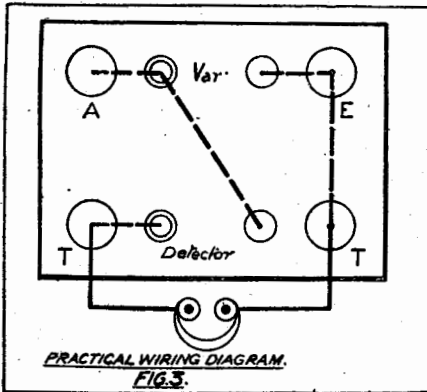 Var.
A E
T Detector T
PRACTICAL WIRING DIAGRAM.
FIG.3.